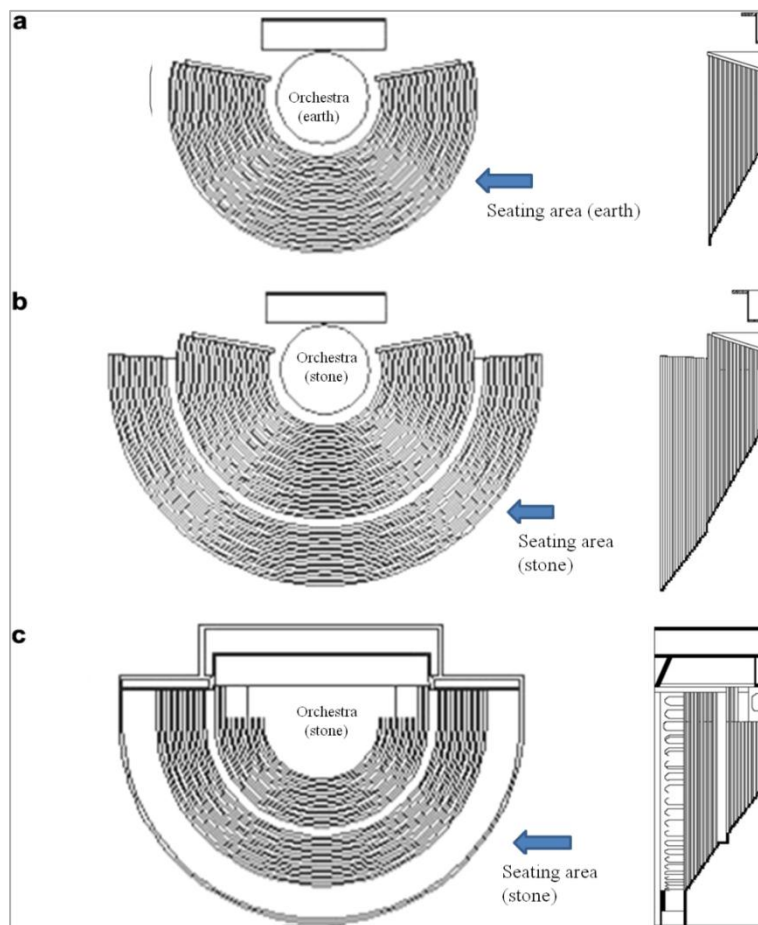 a
Orchestra
(earth)
Seating area (earth)
b
Orchestra
(stone)
Seating area
(stone)
c
Orchestra
(stone)
Seating area
(stone)